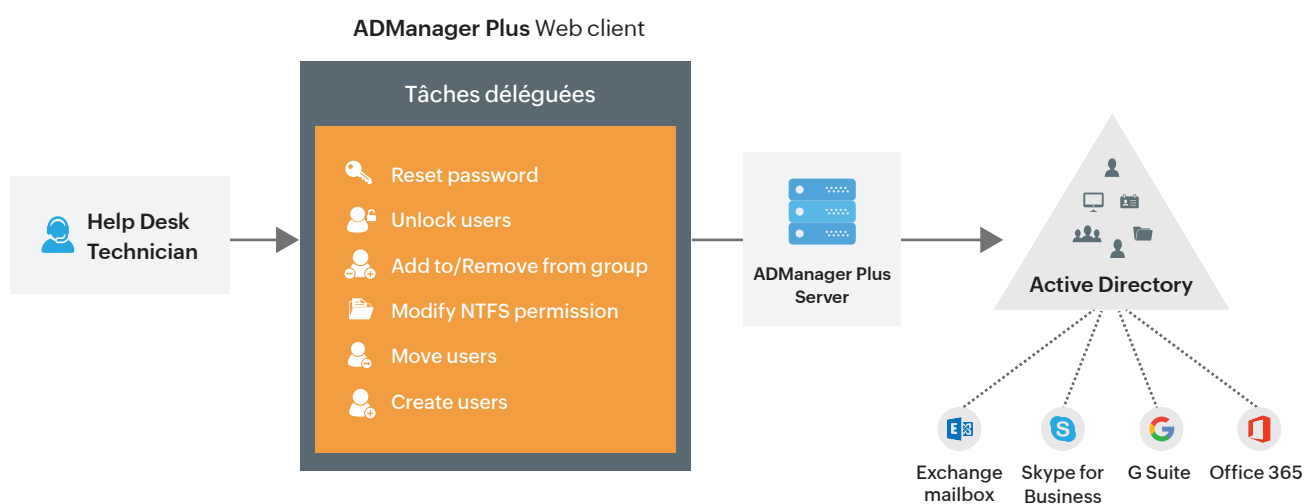 ADManager Plus Web client
Tâches déléguées
Reset password
Unlock users
Add to/Remove from group
Modify NTFS permission
Move users
Create users
Help Desk
Technician
ADManager Plus
Server
Active Directory
Exchange
mailbox
Skype for
Business
G Suite
Office 365